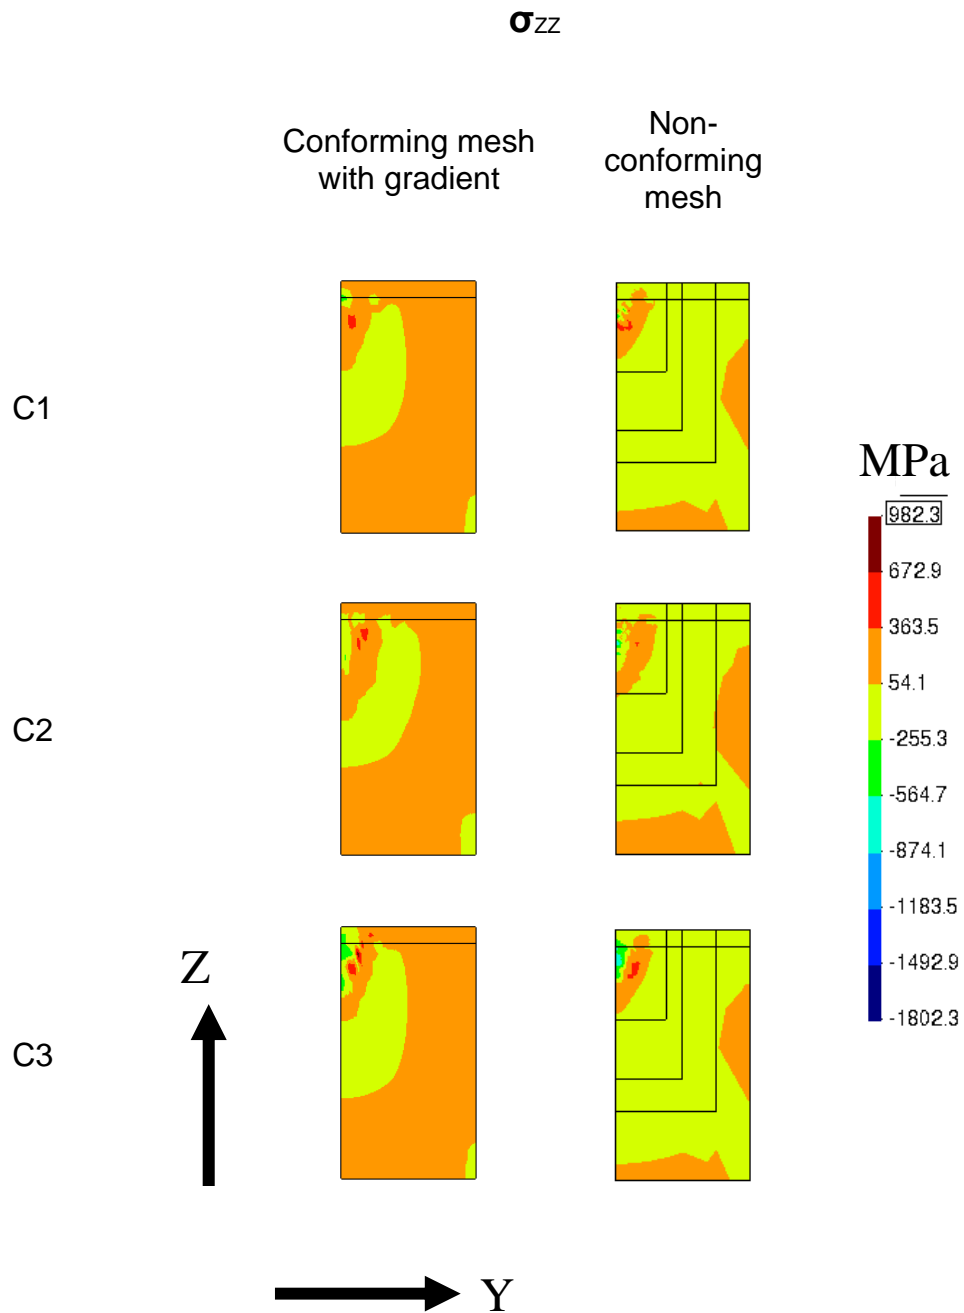 σzz
Conforming mesh
with gradient
Non-
conforming
mesh
C1
C2
C3
MPa
982.3
672.9
363.5
54.1
-255.3
-564.7
-874.1
-1183.5
-1492.9
-1802.3
Z
Y